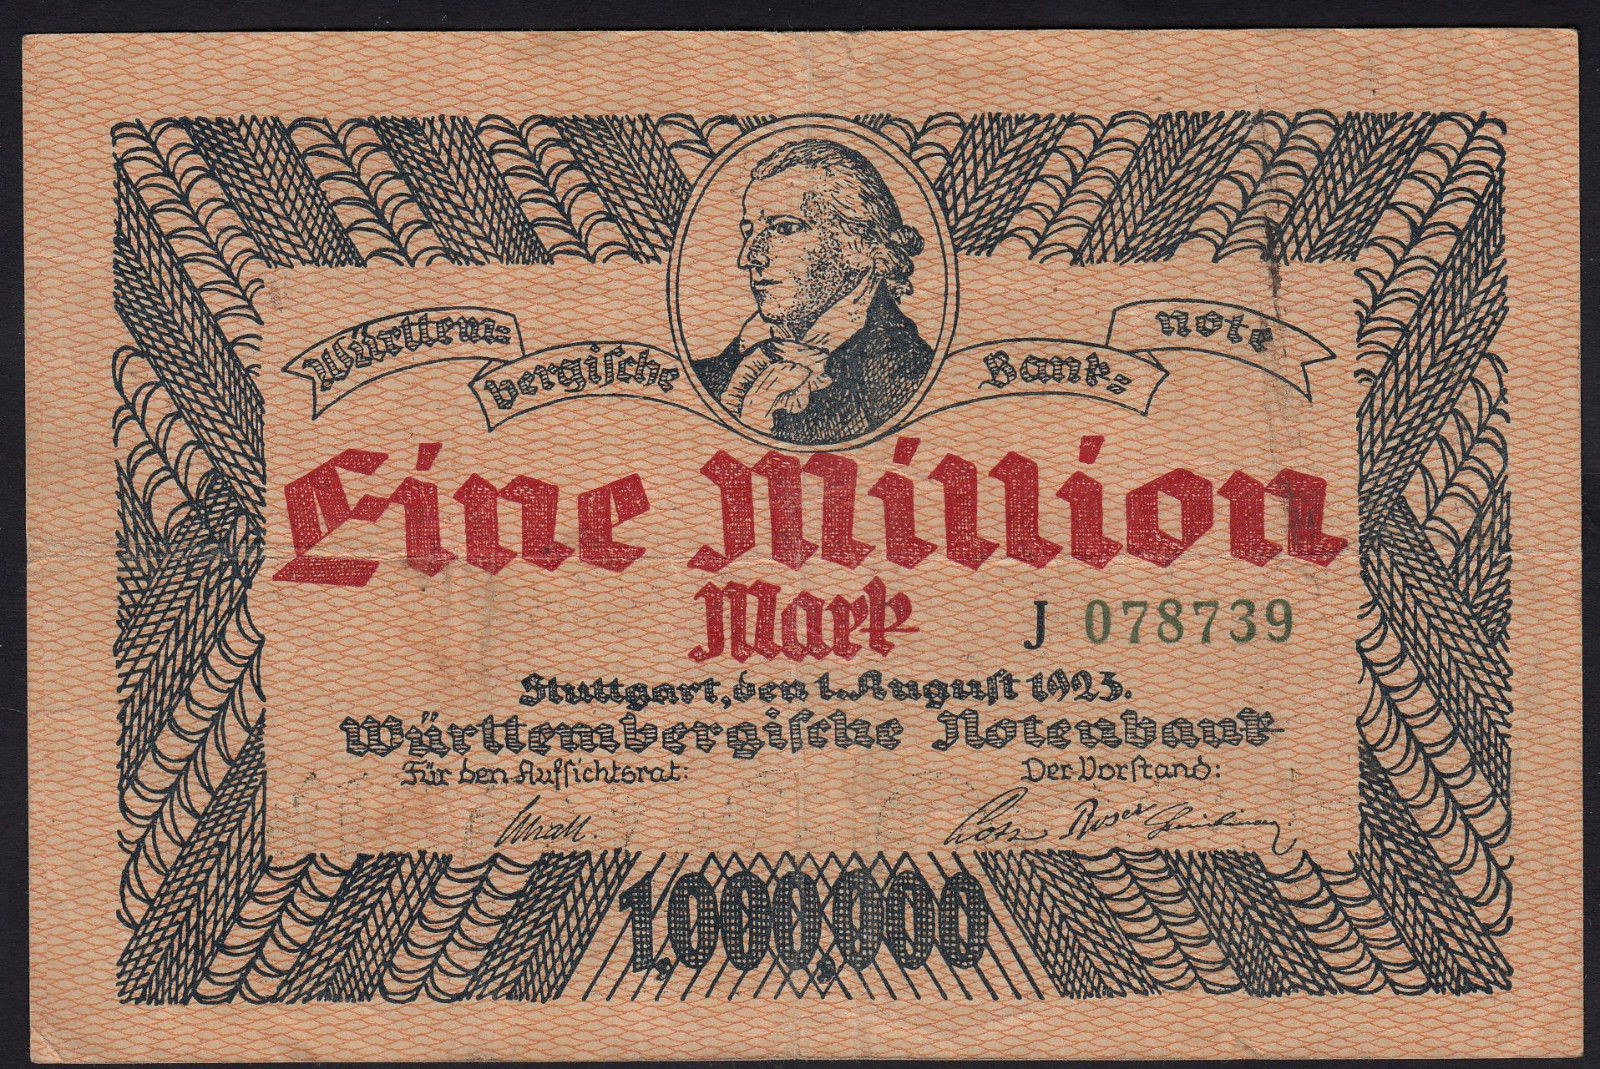 Württem=
bergische
Bank=
note
Eine Million
Mark
J 078739
Stuttgart, den 1. August 1923.
Württembergische Notenbank
Für den Aufsichtsrat:
Der Vorstand:
1,000,000